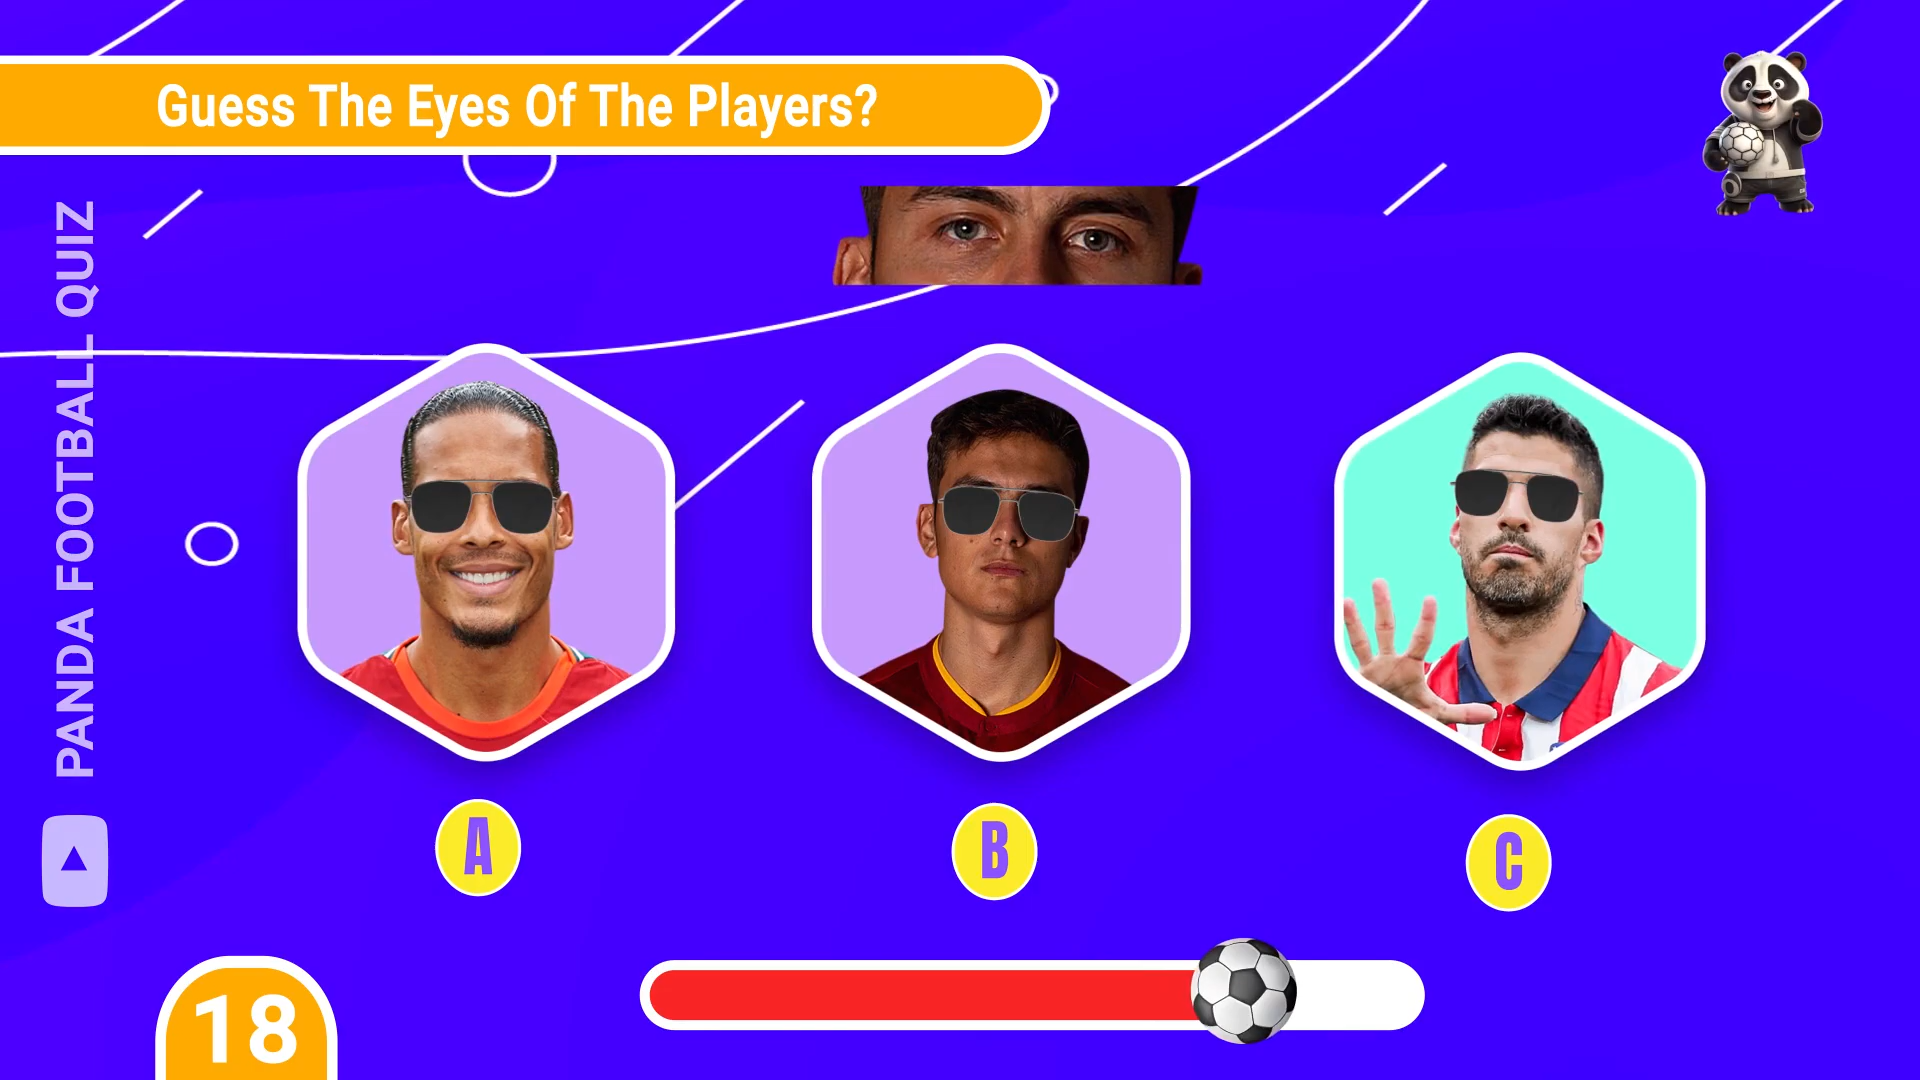 Guess The Eyes Of The Players?
PANDA FOOTBALL QUIZ
A
B
C
18